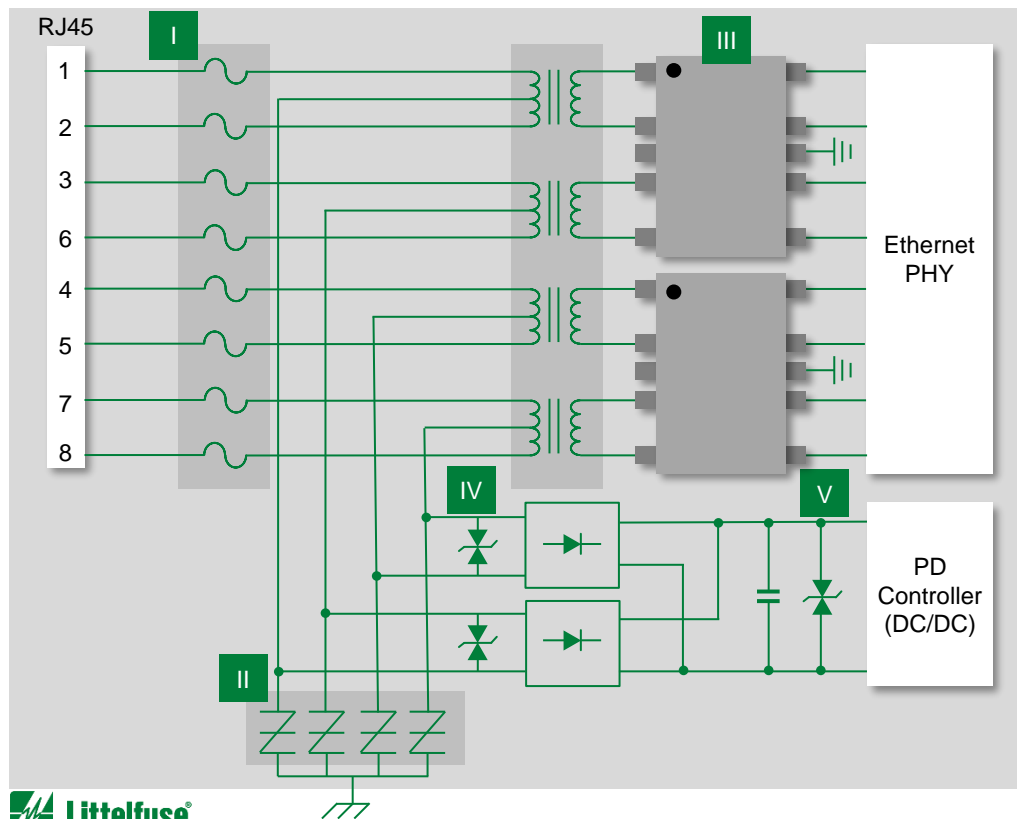 RJ45
I
III
1
2
3
6
4
5
7
8
Ethernet
PHY
IV
V
PD
Controller
(DC/DC)
II
Littelfuse®